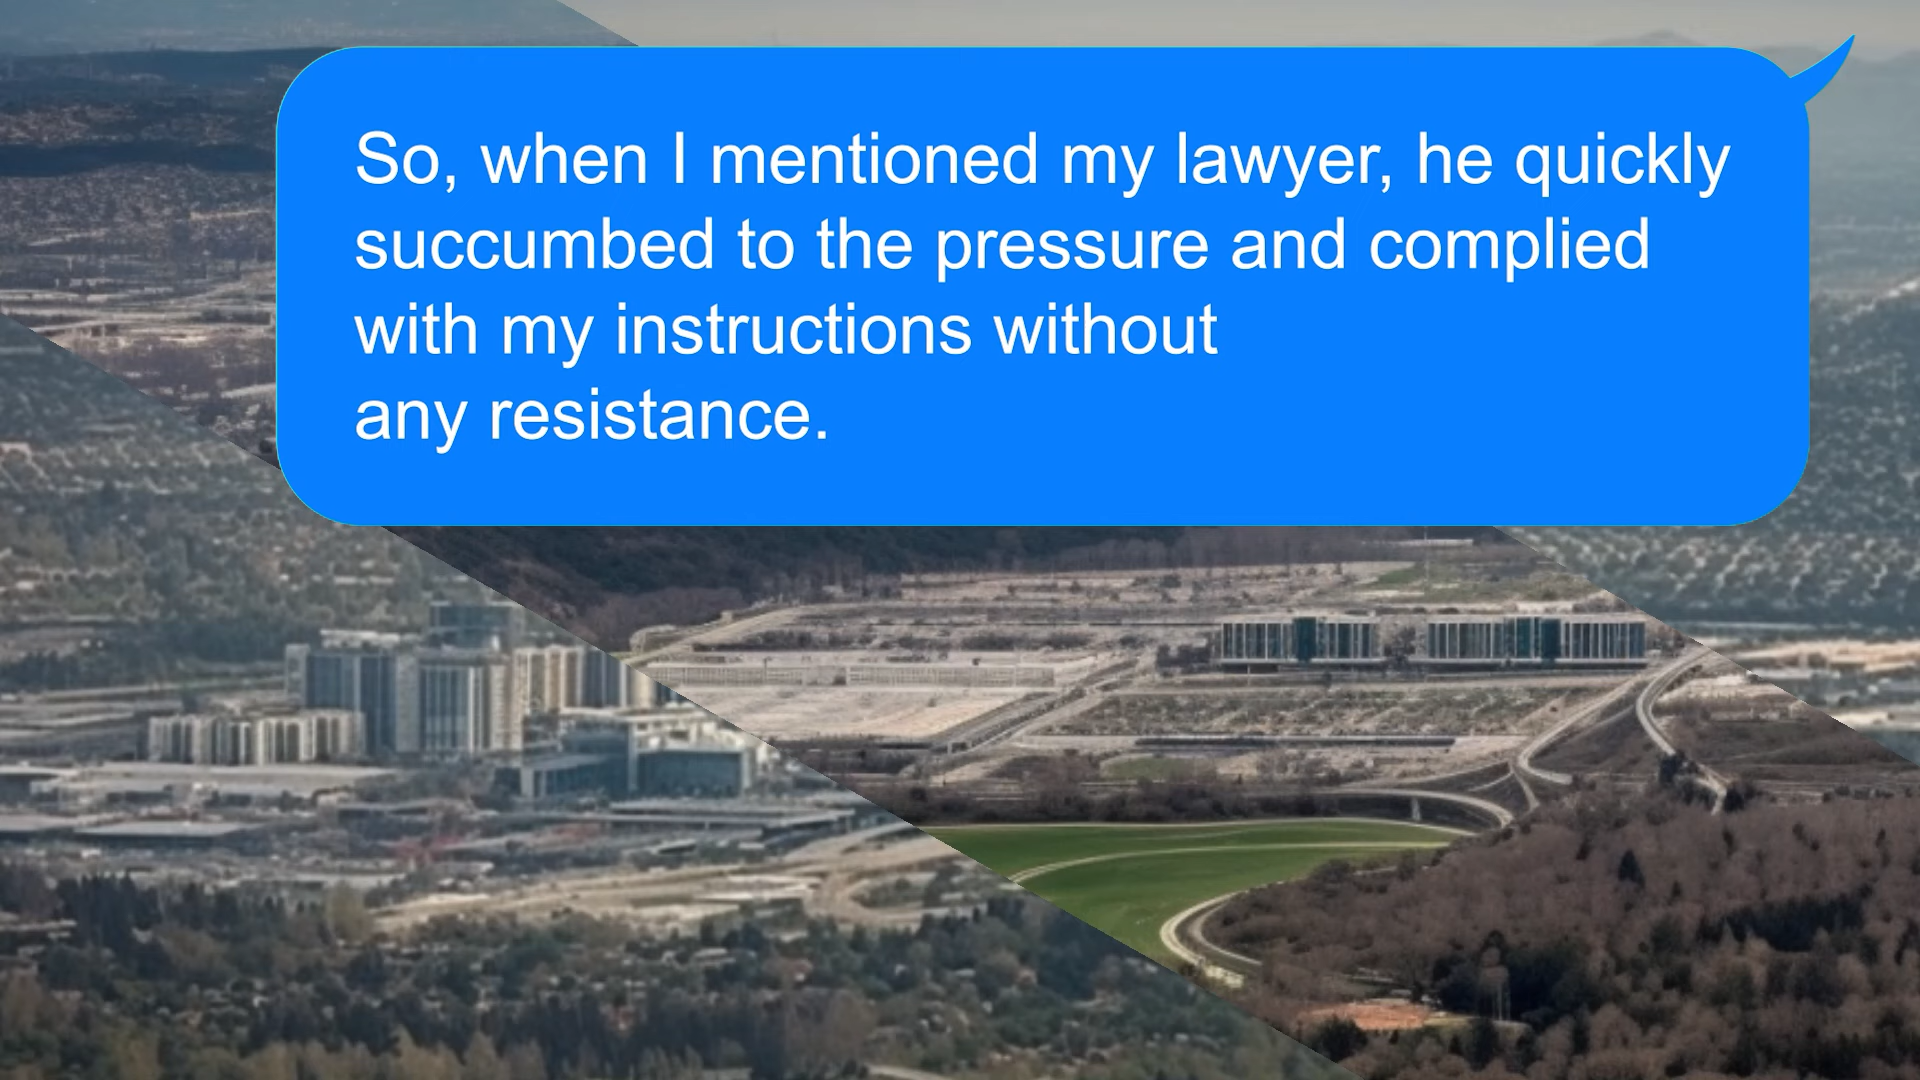 So, when I mentioned my lawyer, he quickly
succumbed to the pressure and complied
with my instructions without
any resistance.